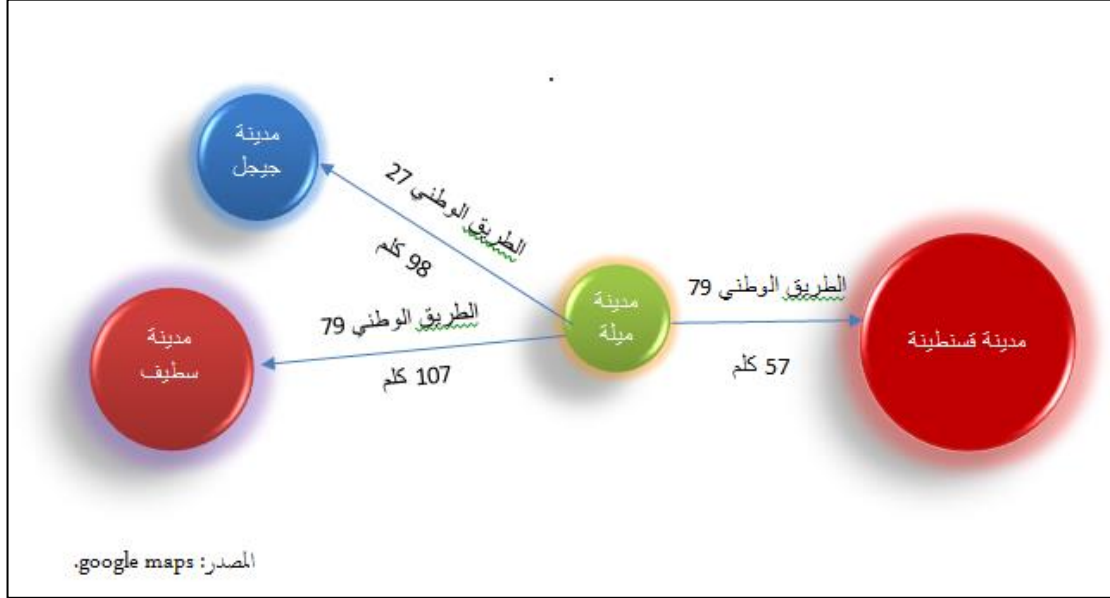 مدينة
جيجل
الطريق الوطني 27
98 كلم
مدينة
ميلة
الطريق الوطني 79
57 كلم
مدينة قسنطينة
الطريق الوطني 79
107 كلم
مدينة
سطيف
المصدر: google maps.